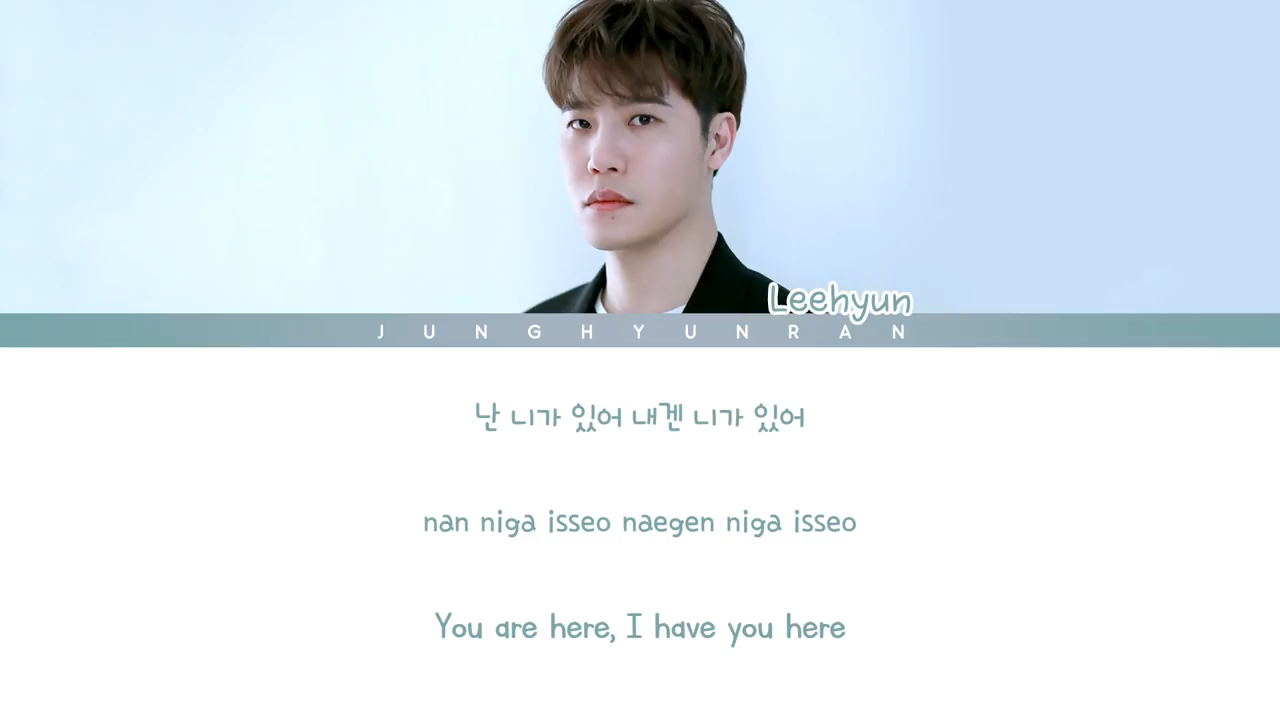 Leehyun
JUNGHYUNRAN
난 니가 있어 내겐 니가 있어
nan niga isseo naegen niga isseo
You are here, I have you here